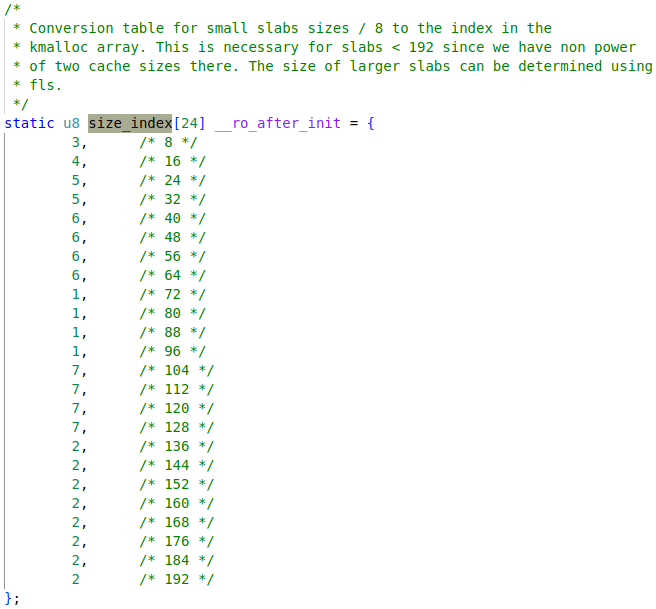 /*
 * Conversion table for small slabs sizes / 8 to the index in the
 * kmalloc array. This is necessary for slabs < 192 since we have non power
 * of two cache sizes there. The size of larger slabs can be determined using
 * fls.
 */
static u8 size_index[24] __ro_after_init = {
        3,      /* 8 */
        4,      /* 16 */
        5,      /* 24 */
        5,      /* 32 */
        6,      /* 40 */
        6,      /* 48 */
        6,      /* 56 */
        6,      /* 64 */
        1,      /* 72 */
        1,      /* 80 */
        1,      /* 88 */
        1,      /* 96 */
        7,      /* 104 */
        7,      /* 112 */
        7,      /* 120 */
        7,      /* 128 */
        2,      /* 136 */
        2,      /* 144 */
        2,      /* 152 */
        2,      /* 160 */
        2,      /* 168 */
        2,      /* 176 */
        2,      /* 184 */
        2       /* 192 */
};